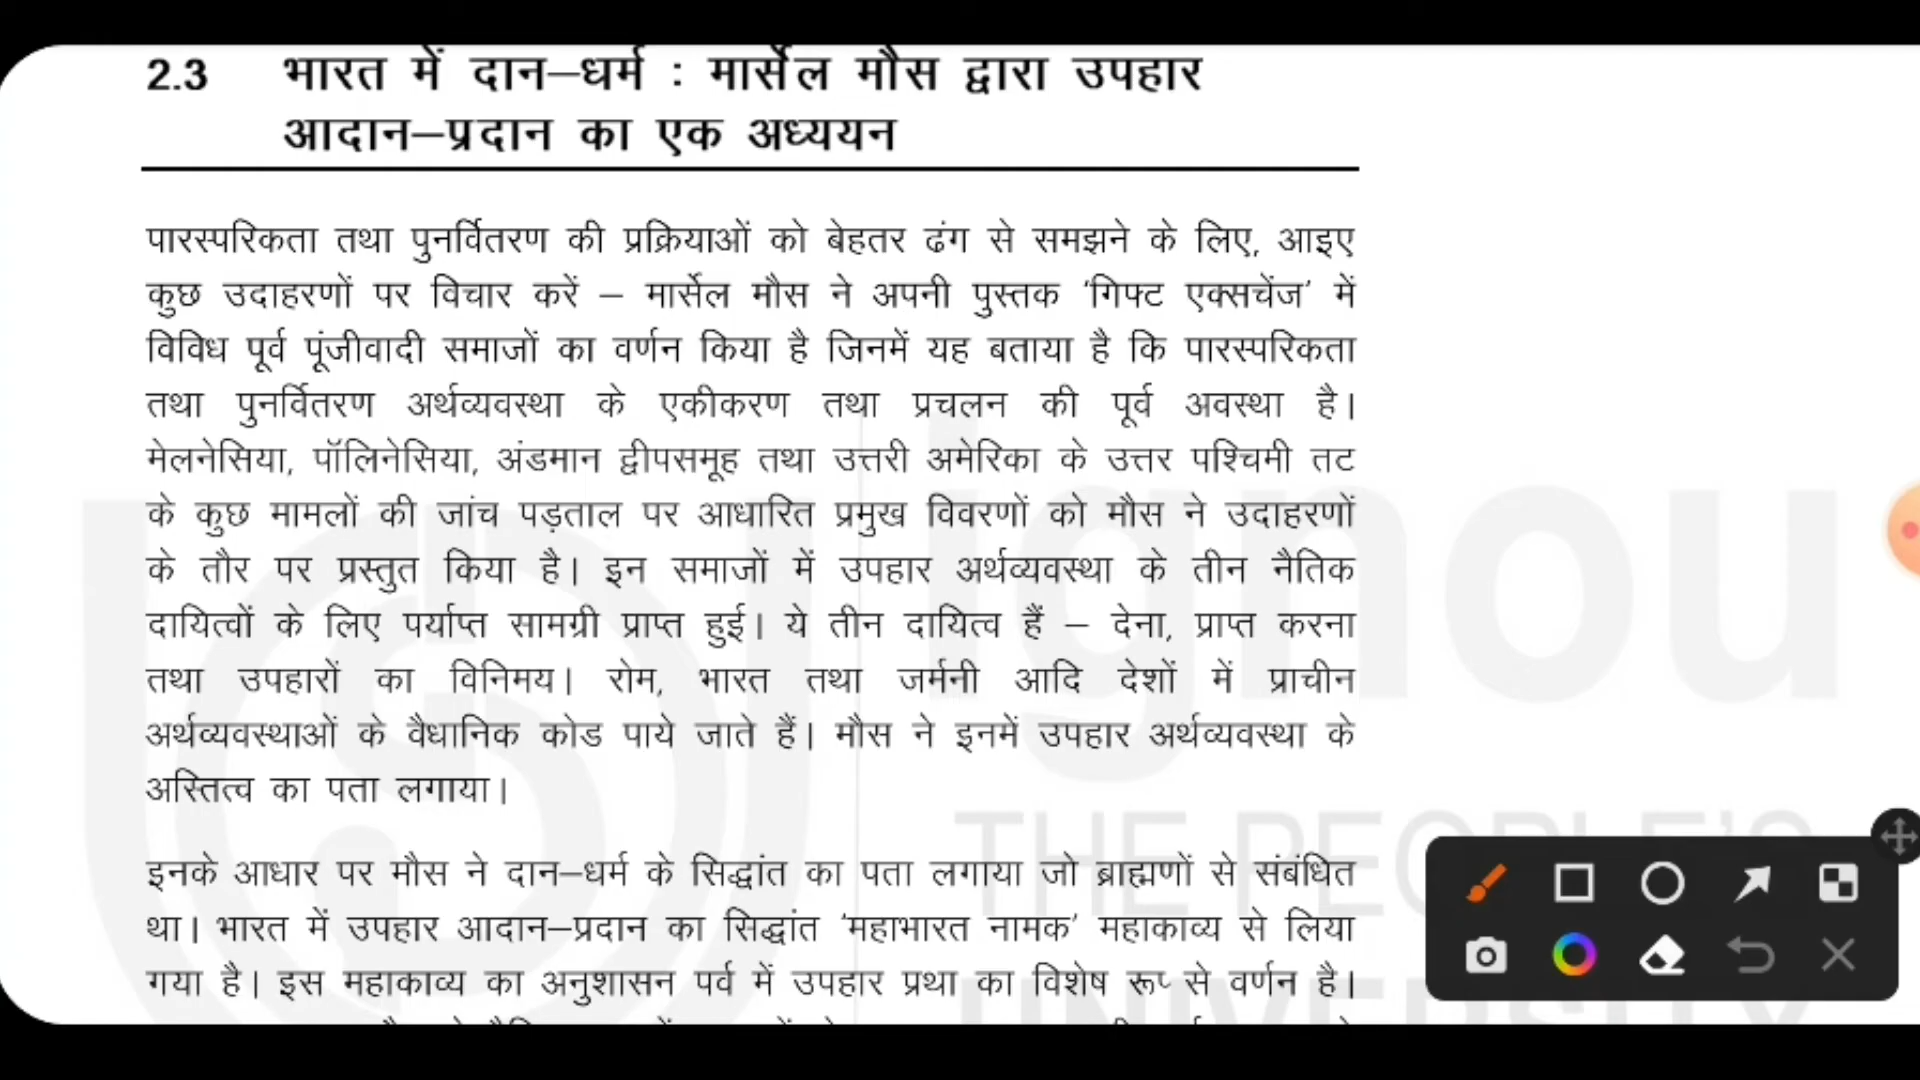 2.3 भारत में दान–धर्म : मार्सेल मौस द्वारा उपहार
आदान–प्रदान का एक अध्ययन
पारस्परिकता तथा पुनर्वितरण की प्रक्रियाओं को बेहतर ढंग से समझने के लिए, आइए
कुछ उदाहरणों पर विचार करें – मार्सेल मौस ने अपनी पुस्तक 'गिफ्ट एक्सचेंज' में
विविध पूर्व पूंजीवादी समाजों का वर्णन किया है जिनमें यह बताया है कि पारस्परिकता
तथा पुनर्वितरण अर्थव्यवस्था के एकीकरण तथा प्रचलन की पूर्व अवस्था है।
मेलनेसिया, पॉलिनेसिया, अंडमान द्वीपसमूह तथा उत्तरी अमेरिका के उत्तर पश्चिमी तट
के कुछ मामलों की जांच पड़ताल पर आधारित प्रमुख विवरणों को मौस ने उदाहरणों
के तौर पर प्रस्तुत किया है। इन समाजों में उपहार अर्थव्यवस्था के तीन नैतिक
दायित्वों के लिए पर्याप्त सामग्री प्राप्त हुई। ये तीन दायित्व हैं – देना, प्राप्त करना
तथा उपहारों का विनिमय। रोम, भारत तथा जर्मनी आदि देशों में प्राचीन
अर्थव्यवस्थाओं के वैधानिक कोड पाये जाते हैं। मौस ने इनमें उपहार अर्थव्यवस्था के
अस्तित्व का पता लगाया।
इनके आधार पर मौस ने दान–धर्म के सिद्धांत का पता लगाया जो ब्राह्मणों से संबंधित
था। भारत में उपहार आदान–प्रदान का सिद्धांत 'महाभारत नामक' महाकाव्य से लिया
गया है। इस महाकाव्य का अनुशासन पर्व में उपहार प्रथा का विशेष रूप से वर्णन है।
ignou
THE PEOPLE'S
UNIVERSITY